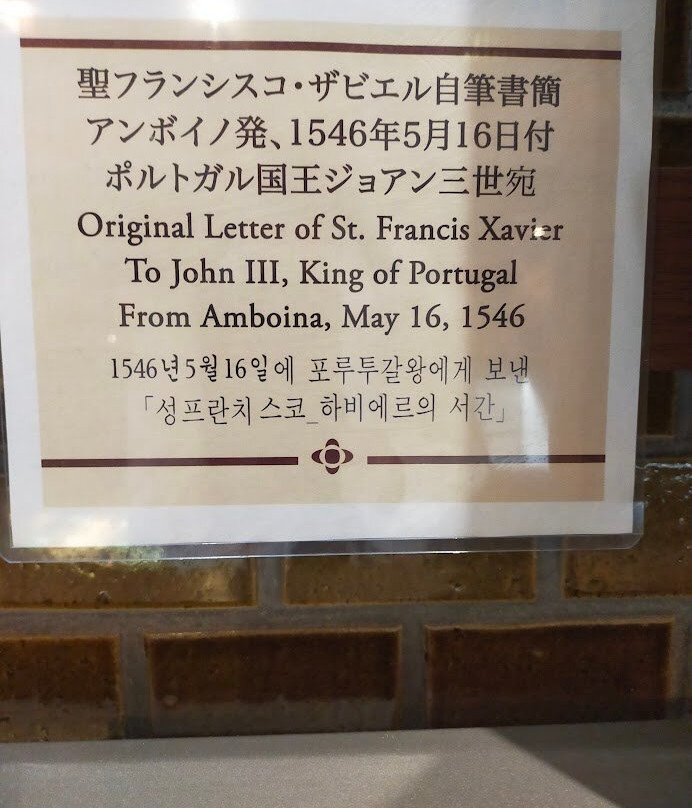 聖フランシスコ・ザビエル自筆書簡
アンボイノ発、1546年5月16日付
ポルトガル国王ジョアン三世宛
Original Letter of St. Francis Xavier
To John III, King of Portugal
From Amboina, May 16, 1546
1546년5월16일에 포루투갈왕에게 보낸
「성프란치스코_하비에르의 서간」